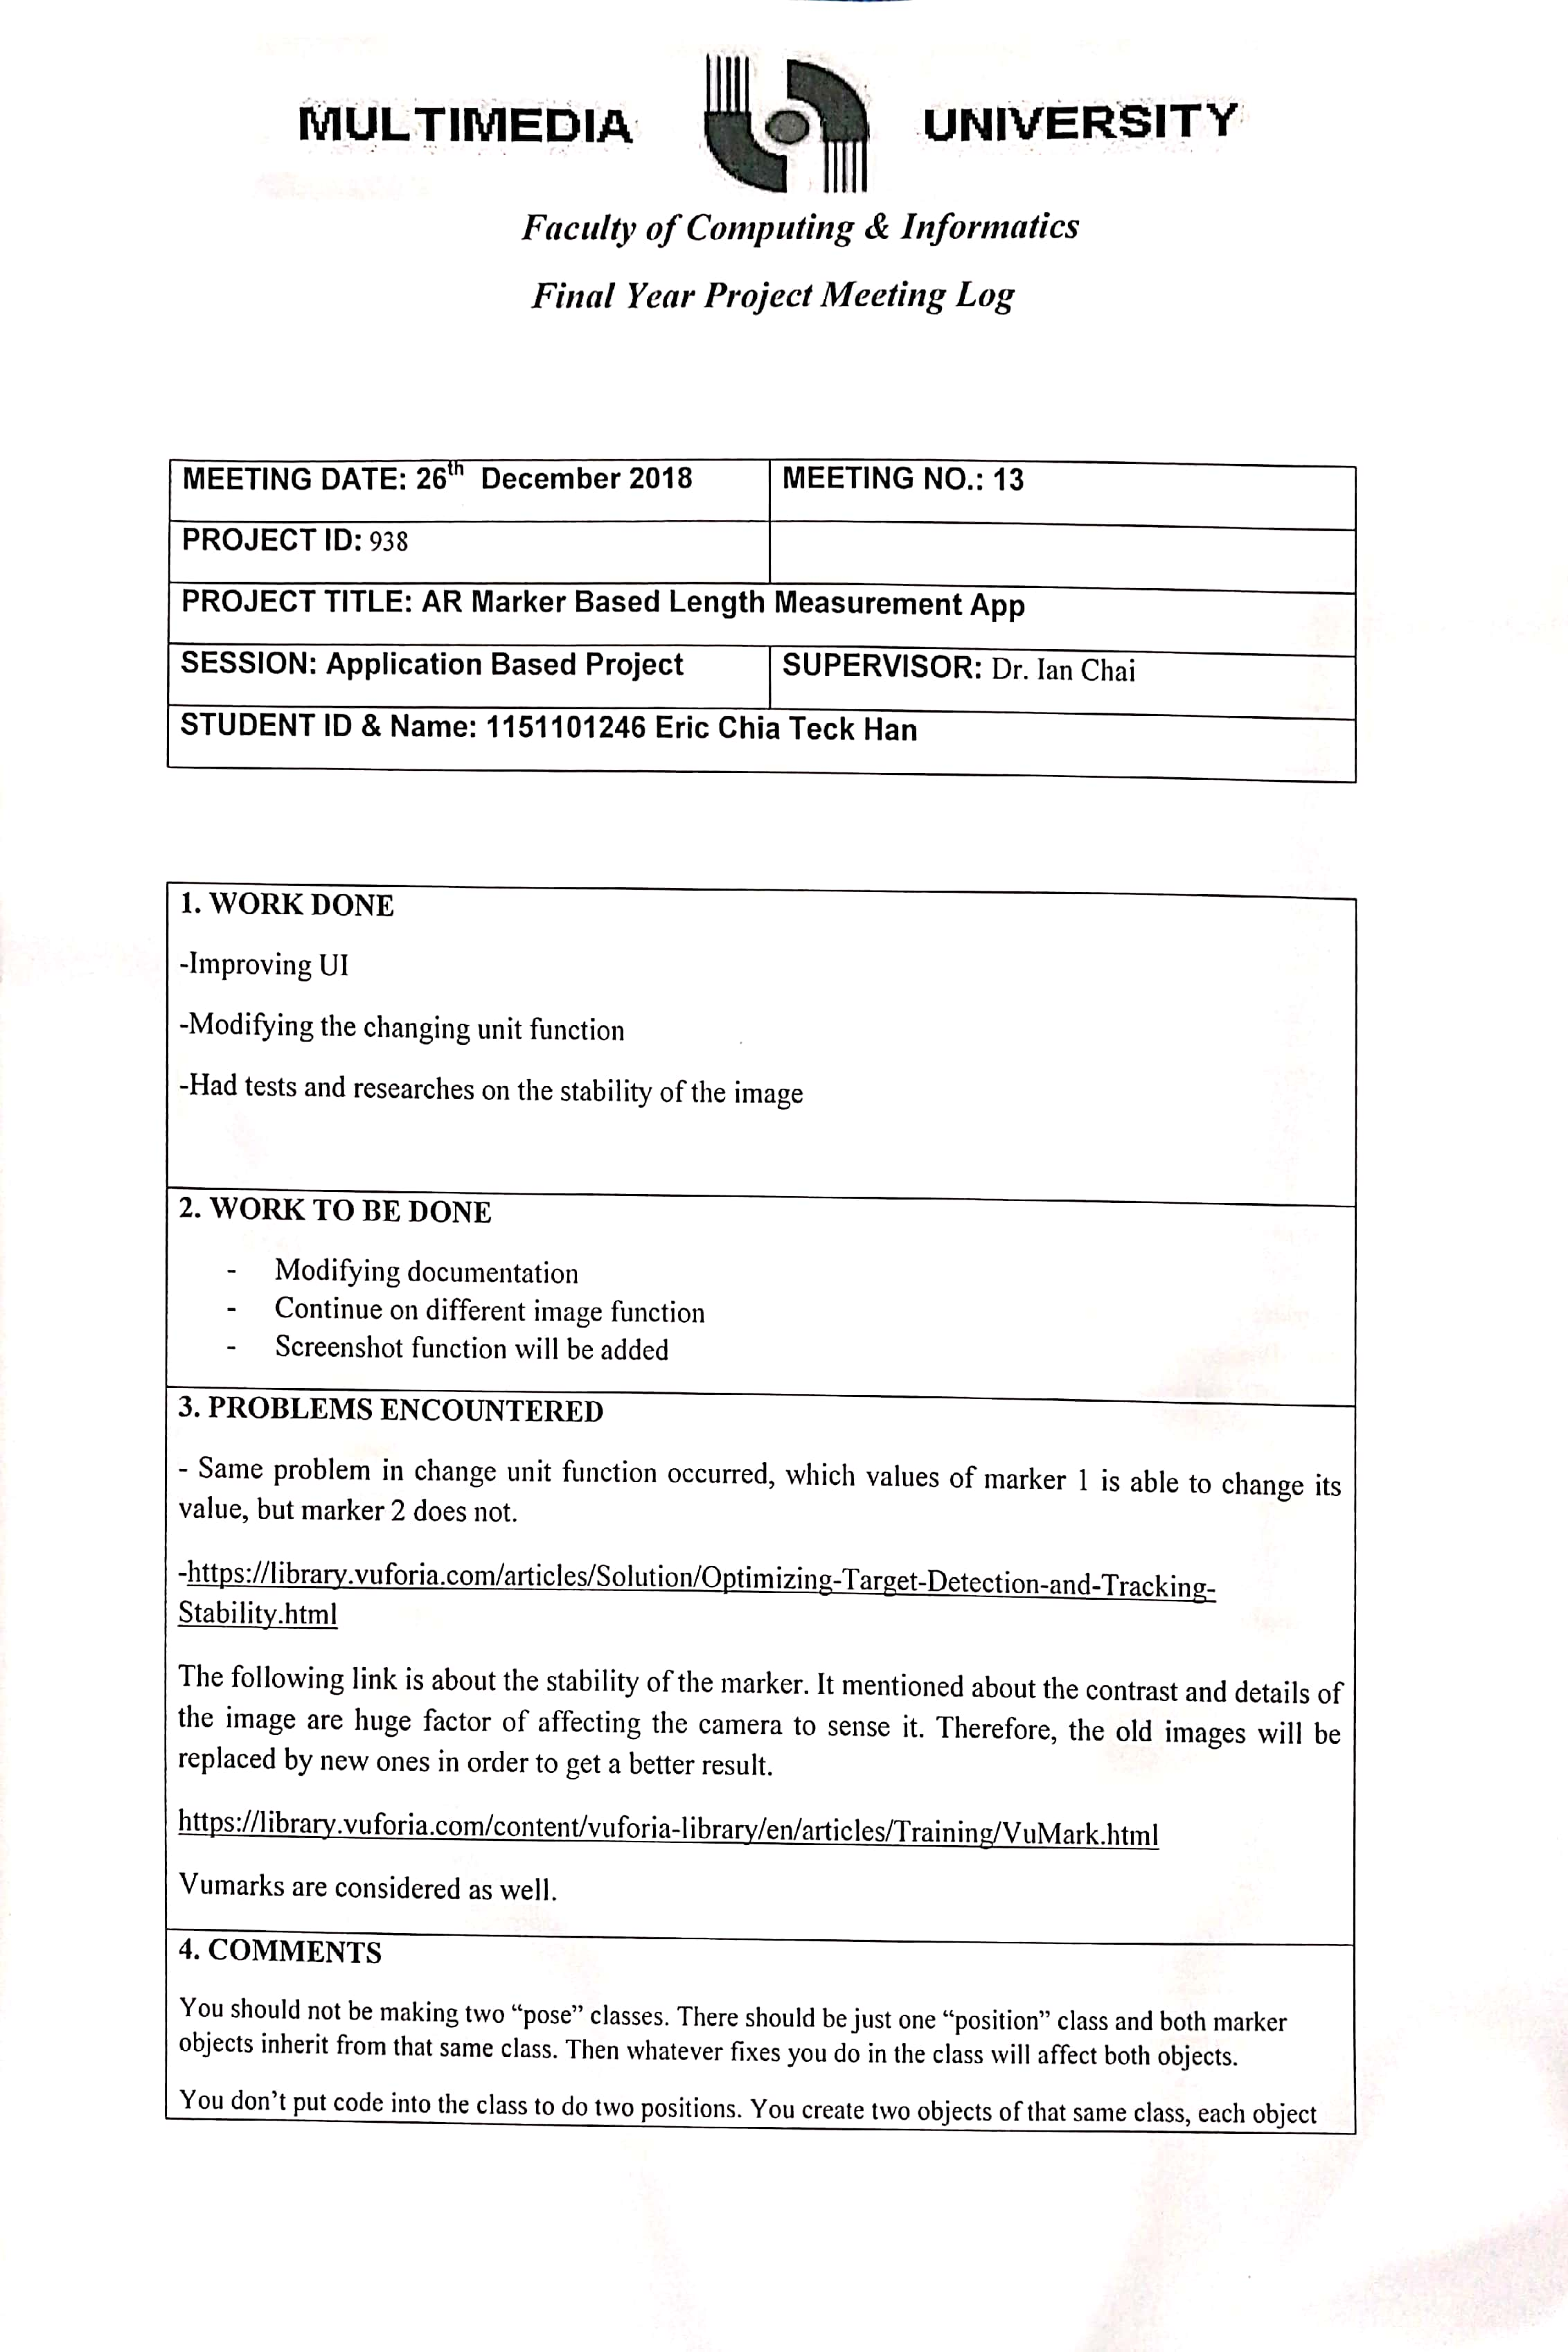 MULTIMEDIA UNIVERSITY
Faculty of Computing & Informatics
Final Year Project Meeting Log
MEETING DATE: 26th December 2018
MEETING NO.: 13
PROJECT ID: 938
PROJECT TITLE: AR Marker Based Length Measurement App
SESSION: Application Based Project
SUPERVISOR: Dr. Ian Chai
STUDENT ID & Name: 1151101246 Eric Chia Teck Han
1. WORK DONE
-Improving UI
-Modifying the changing unit function
-Had tests and researches on the stability of the image
2. WORK TO BE DONE
- Modifying documentation
- Continue on different image function
- Screenshot function will be added
3. PROBLEMS ENCOUNTERED
- Same problem in change unit function occurred, which values of marker 1 is able to change its
value, but marker 2 does not.
-https://library.vuforia.com/articles/Solution/Optimizing-Target-Detection-and-Tracking-
Stability.html
The following link is about the stability of the marker. It mentioned about the contrast and details of
the image are huge factor of affecting the camera to sense it. Therefore, the old images will be
replaced by new ones in order to get a better result.
https://library.vuforia.com/content/vuforia-library/en/articles/Training/VuMark.html
Vumarks are considered as well.
4. COMMENTS
You should not be making two “pose” classes. There should be just one “position” class and both marker
objects inherit from that same class. Then whatever fixes you do in the class will affect both objects.
You don’t put code into the class to do two positions. You create two objects of that same class, each object